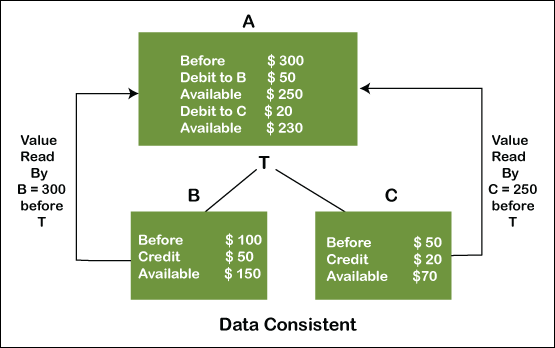 A
Before $ 300
Debit to B $ 50
Available $ 250
Debit to C $ 20
Available $ 230
Value
Read
By
B = 300
before
T
Value
Read
By
C = 250
before
T
T
B
Before $ 100
Credit $ 50
Available $ 150
C
Before $ 50
Credit $ 20
Available $70
Data Consistent